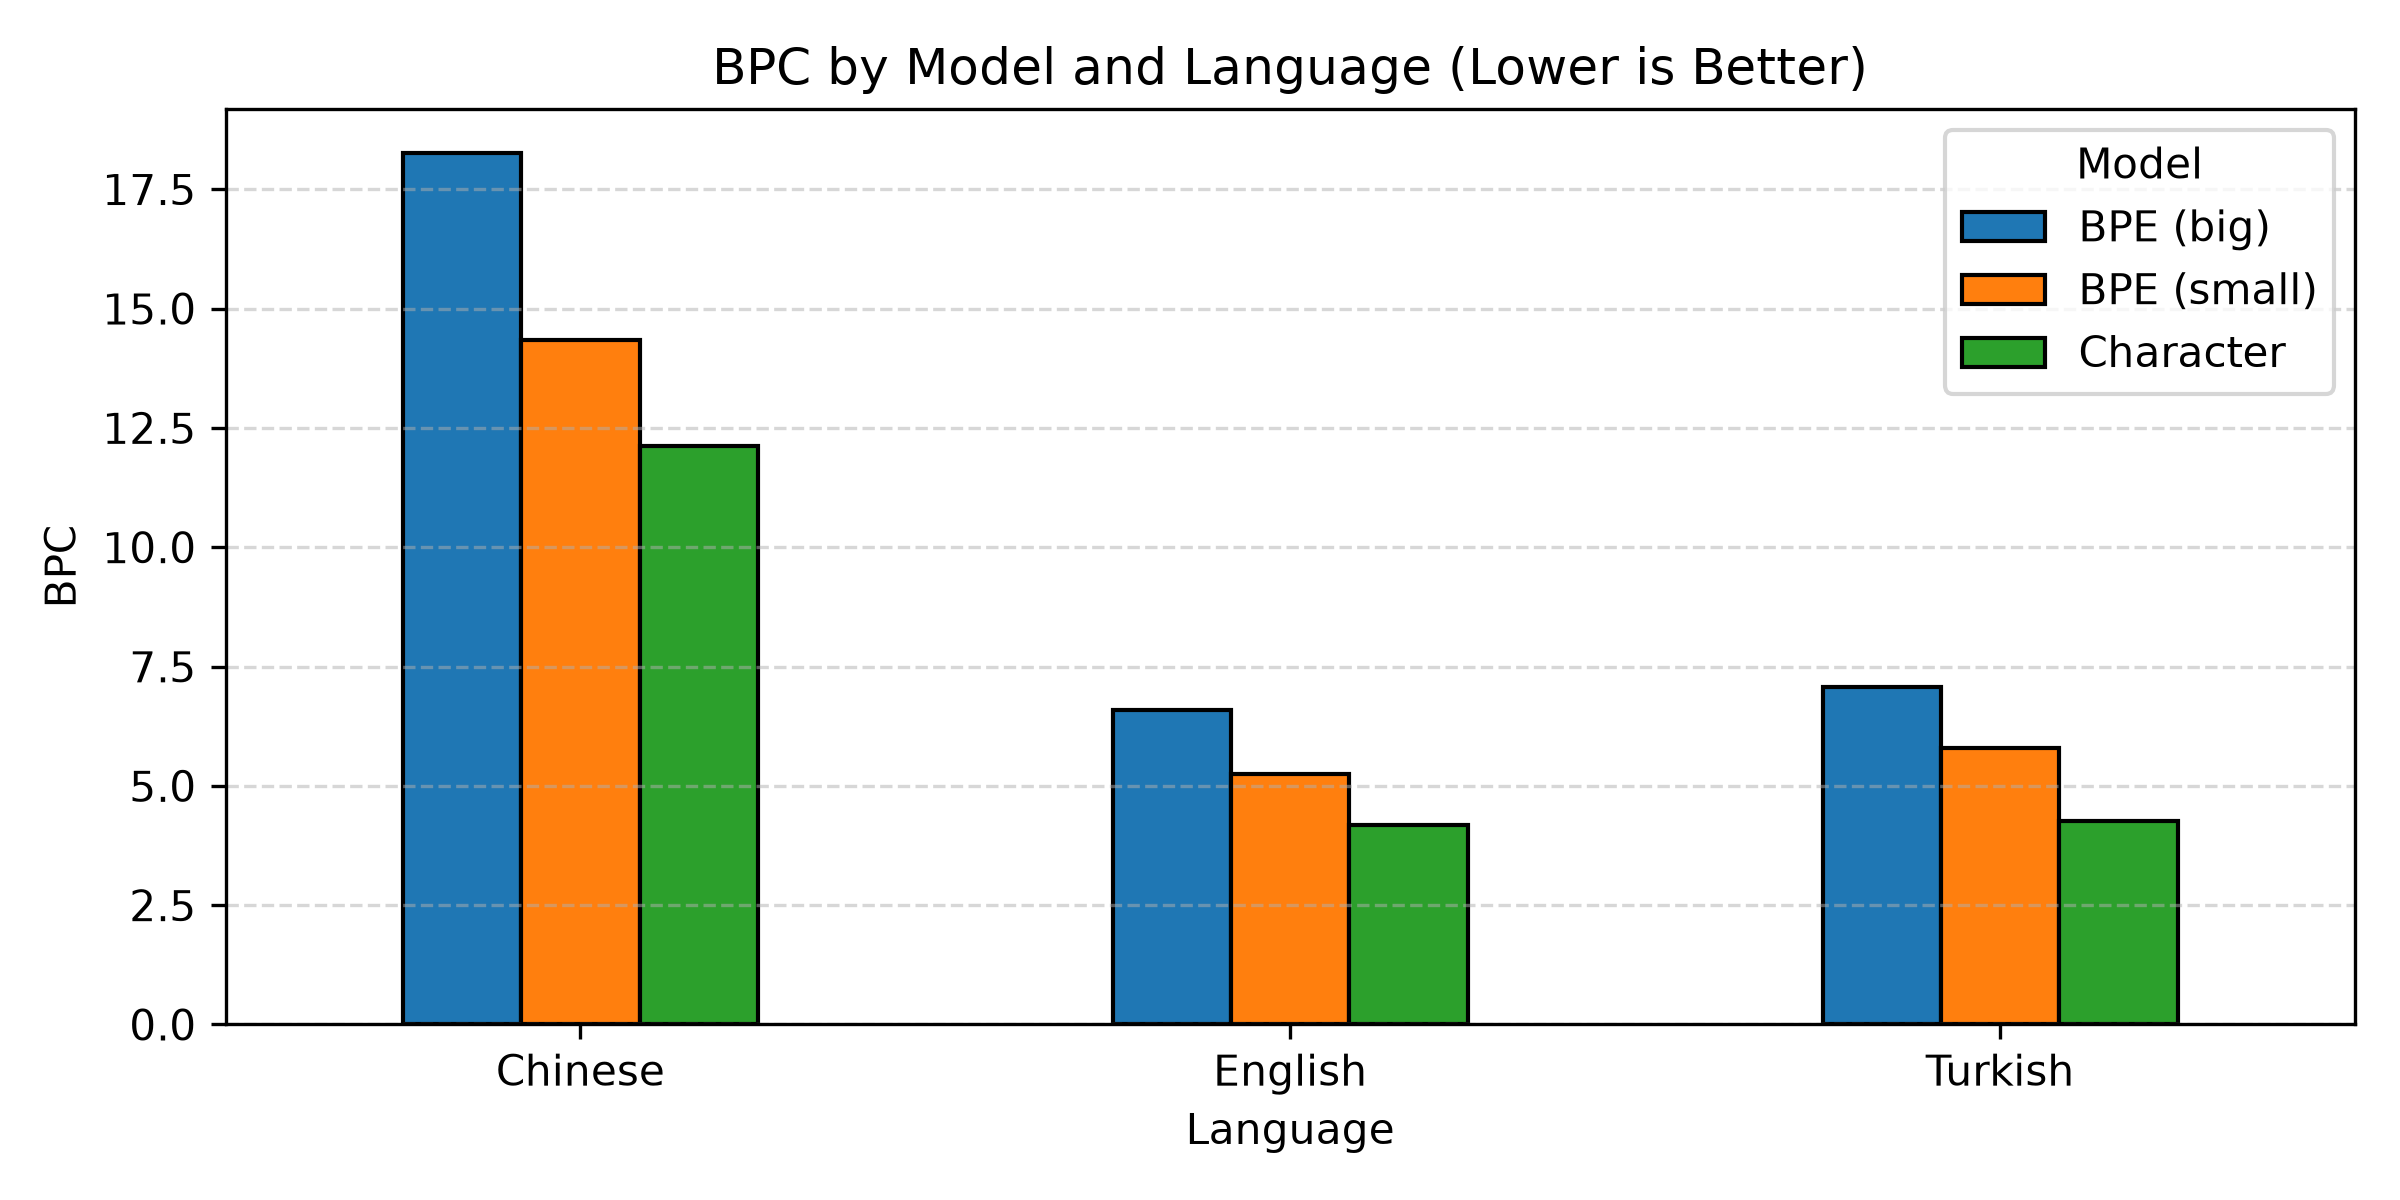 BPC by Model and Language (Lower is Better)
Model
BPE (big)
BPE (small)
Character
BPC
17.5
15.0
12.5
10.0
7.5
5.0
2.5
0.0
Chinese
English
Turkish
Language